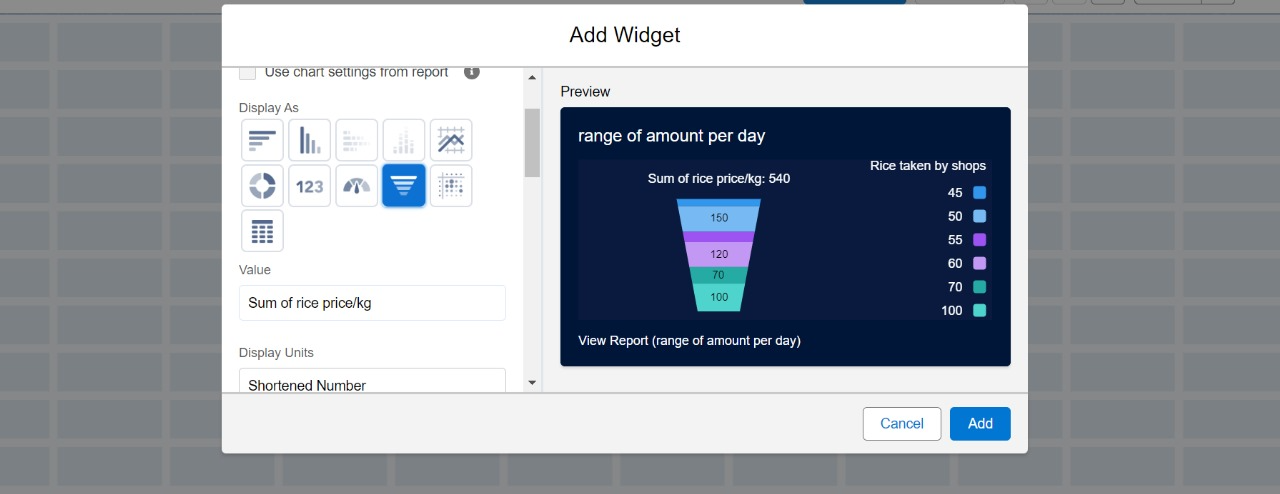 Add Widget
Use chart settings from report
Display As
123
Value
Sum of rice price/kg
Display Units
Shortened Number
Preview
range of amount per day
Rice taken by shops
Sum of rice price/kg: 540
45
50
55
60
70
100
150
120
70
100
View Report (range of amount per day)
Cancel
Add